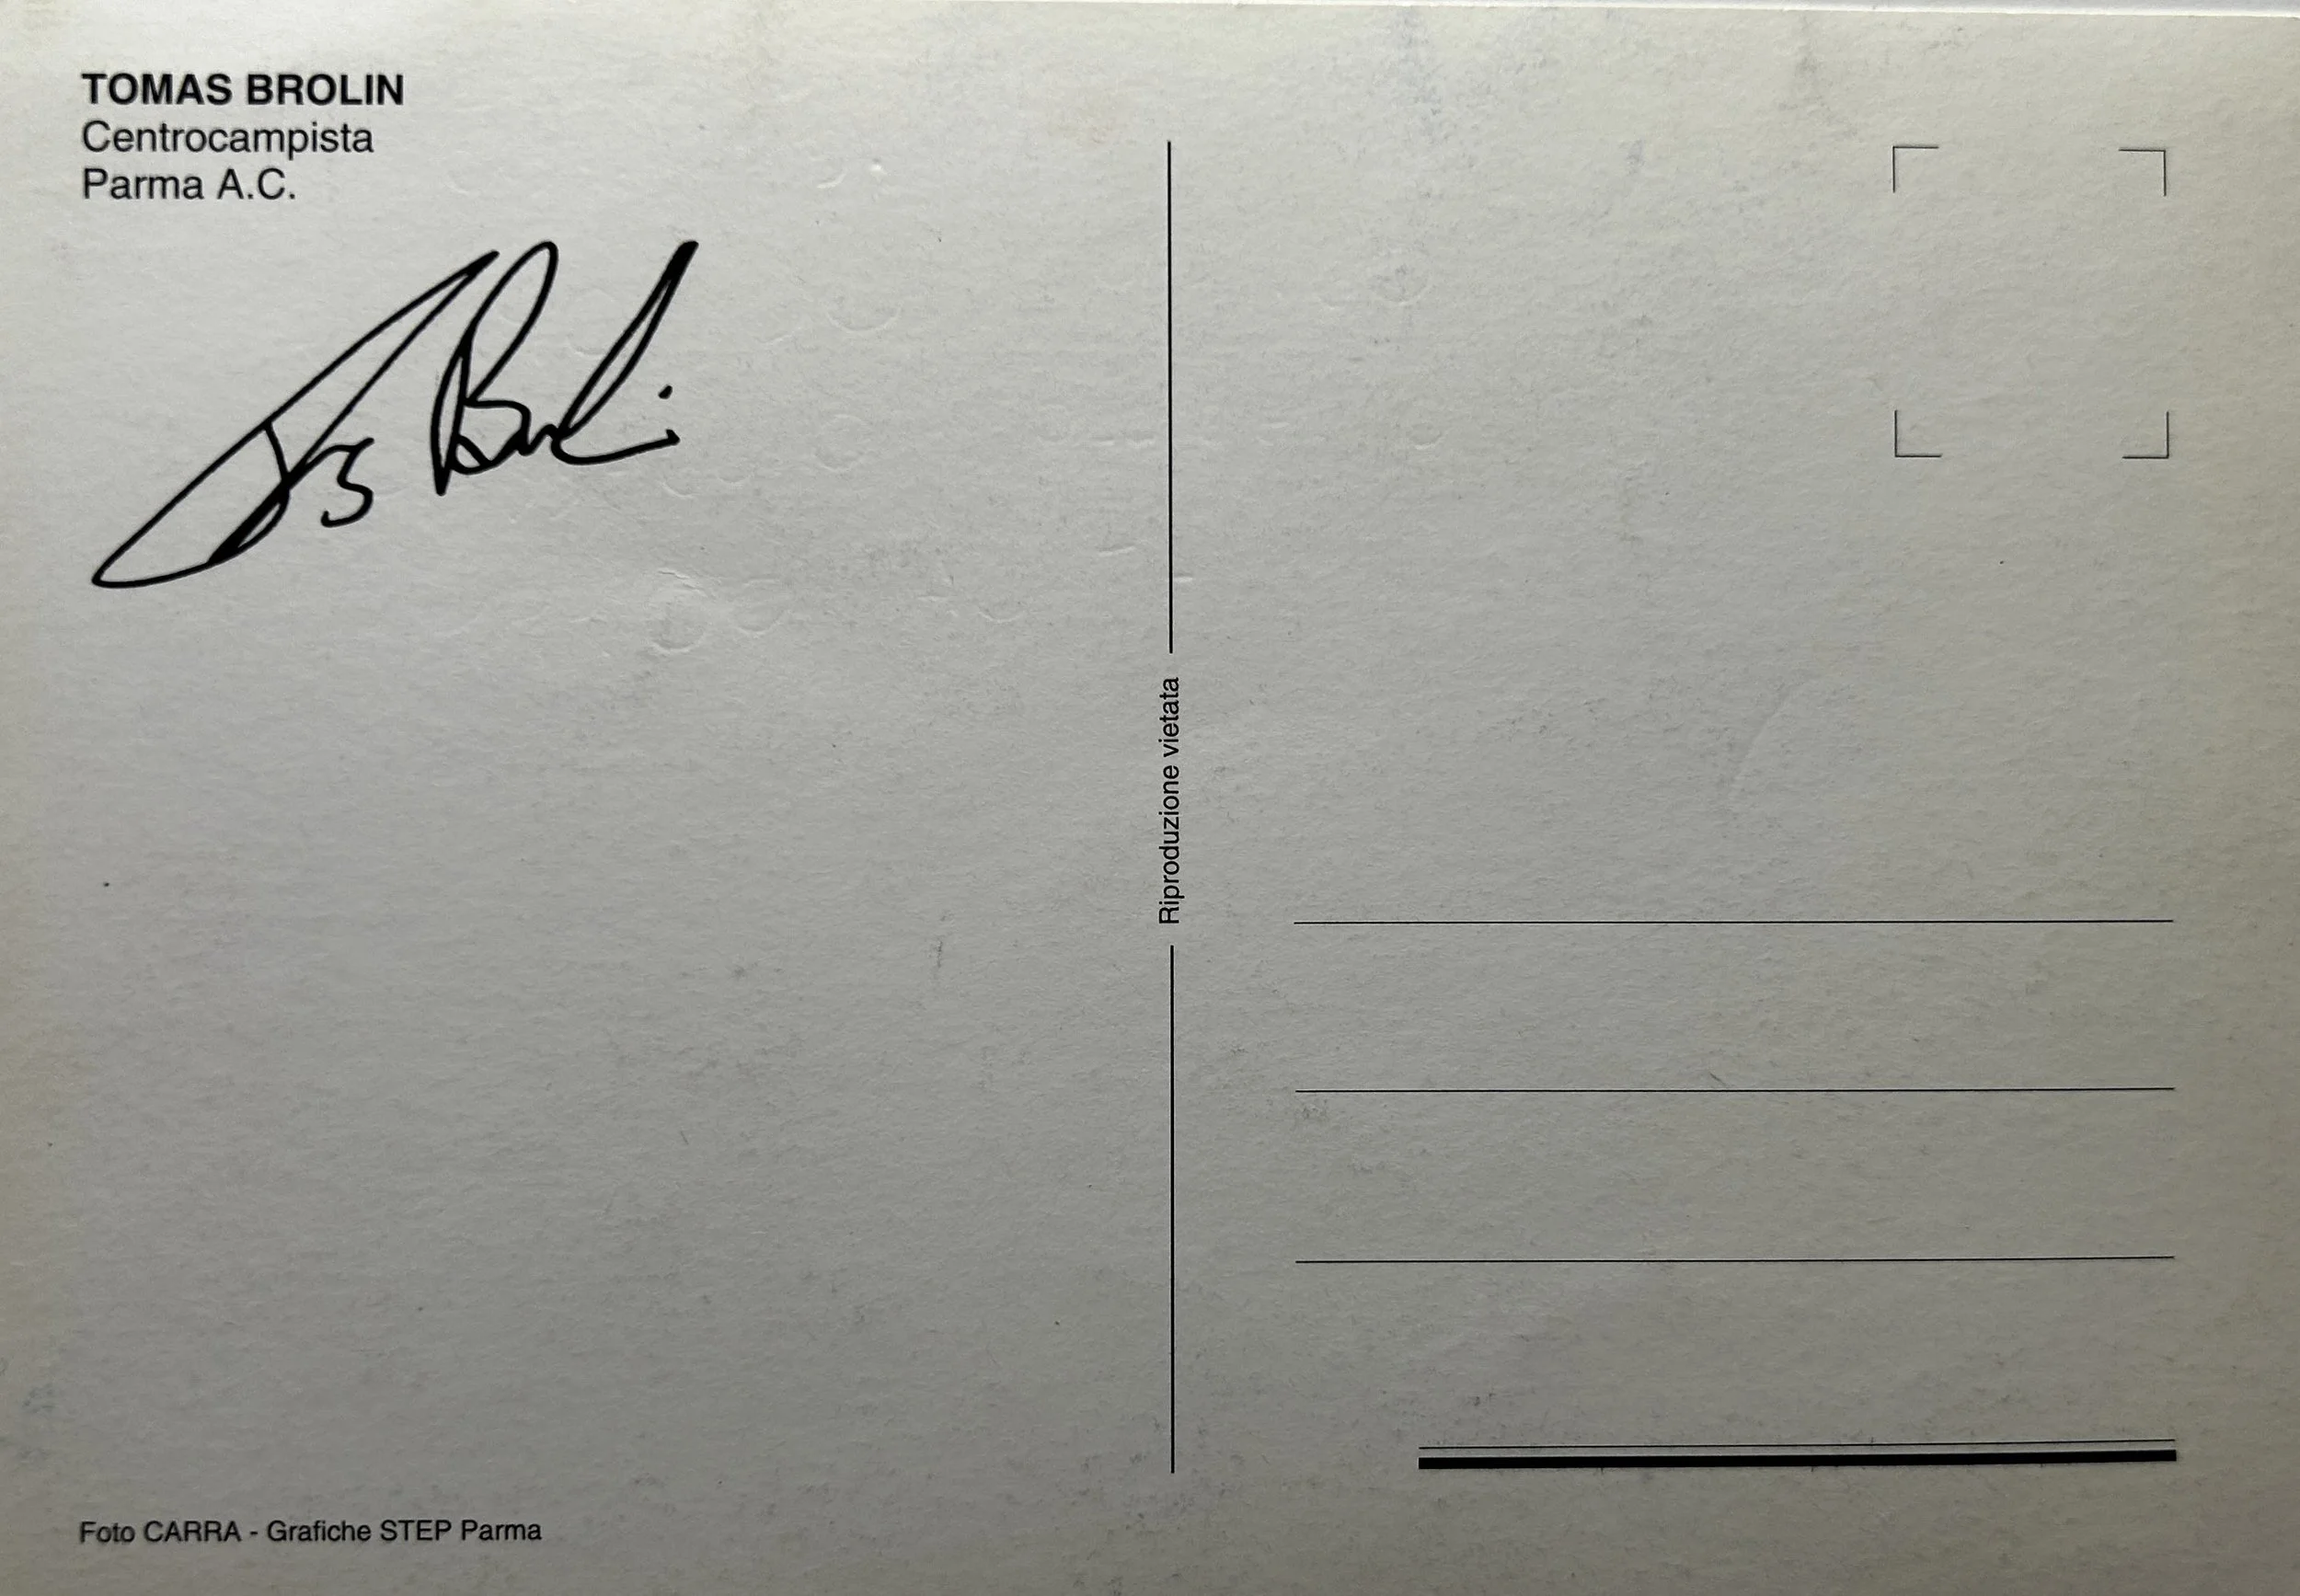 TOMAS BROLIN
Centrocampista
Parma A.C.
Riproduzione vietata
Foto CARRA - Grafiche STEP Parma